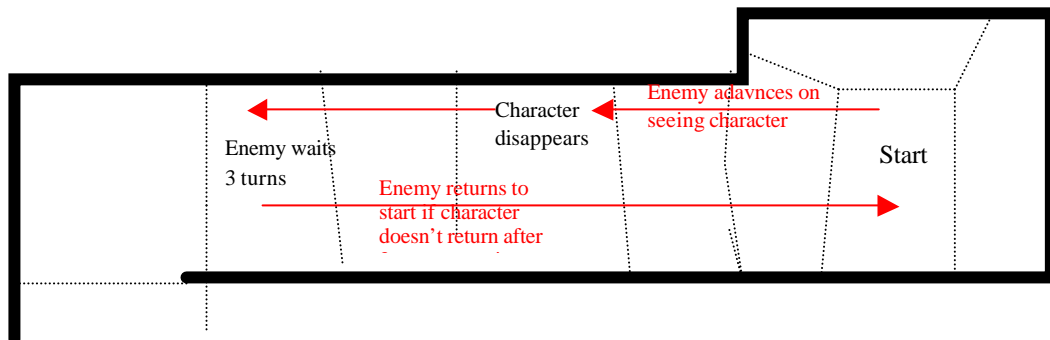 Enemy adavnces on
seeing character
Character
disappears
Start
Enemy waits
3 turns
Enemy returns to
start if character
doesn't return after